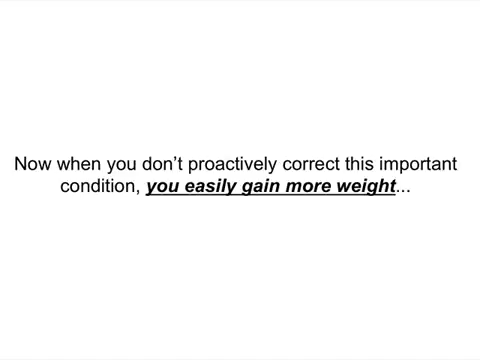 Now when you don’t proactively correct this important
condition, you easily gain more weight...